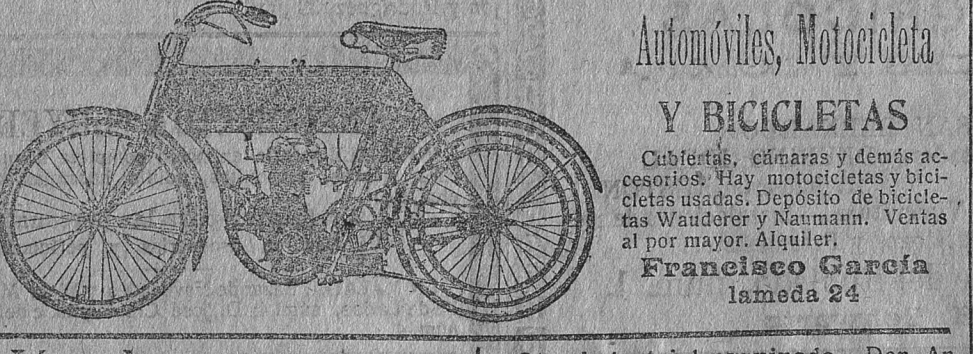 Automóviles, Motocicleta
Y BICICLETAS
Cubiertas, cámaras y demás ac-
cesorios. Hay motocicletas y bici-
cletas usadas. Depósito de bicicle-
tas Wauderer y Naumann. Ventas
al por mayor. Alquiler.
Francisco García
lameda 24